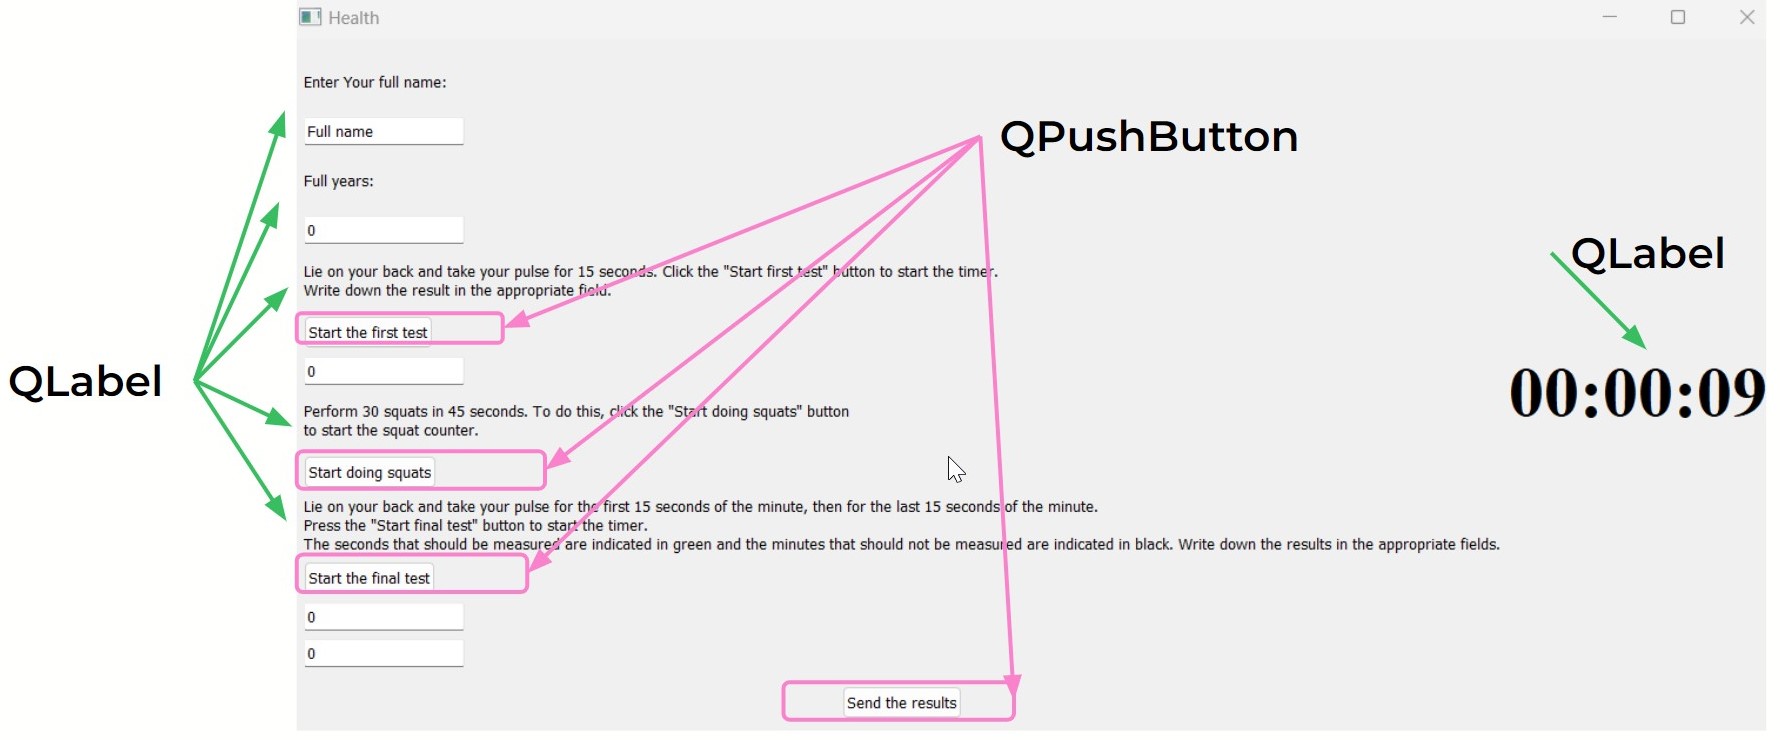 Health
Enter Your full name:
QPushButton
Full name
Full years:
0
QLabel
Lie on your back and take your pulse for 15 seconds. Click the "Start first test" button to start the timer.
Write down the result in the appropriate field.
Start the first test
0
QLabel
00:00:09
Perform 30 squats in 45 seconds. To do this, click the "Start doing squats" button
to start the squat counter.
Start doing squats
Lie on your back and take your pulse for the first 15 seconds of the minute, then for the last 15 seconds of the minute.
Press the "Start final test" button to start the timer.
The seconds that should be measured are indicated in green and the minutes that should not be measured are indicated in black. Write down the results in the appropriate fields.
Start the final test
0
0
Send the results